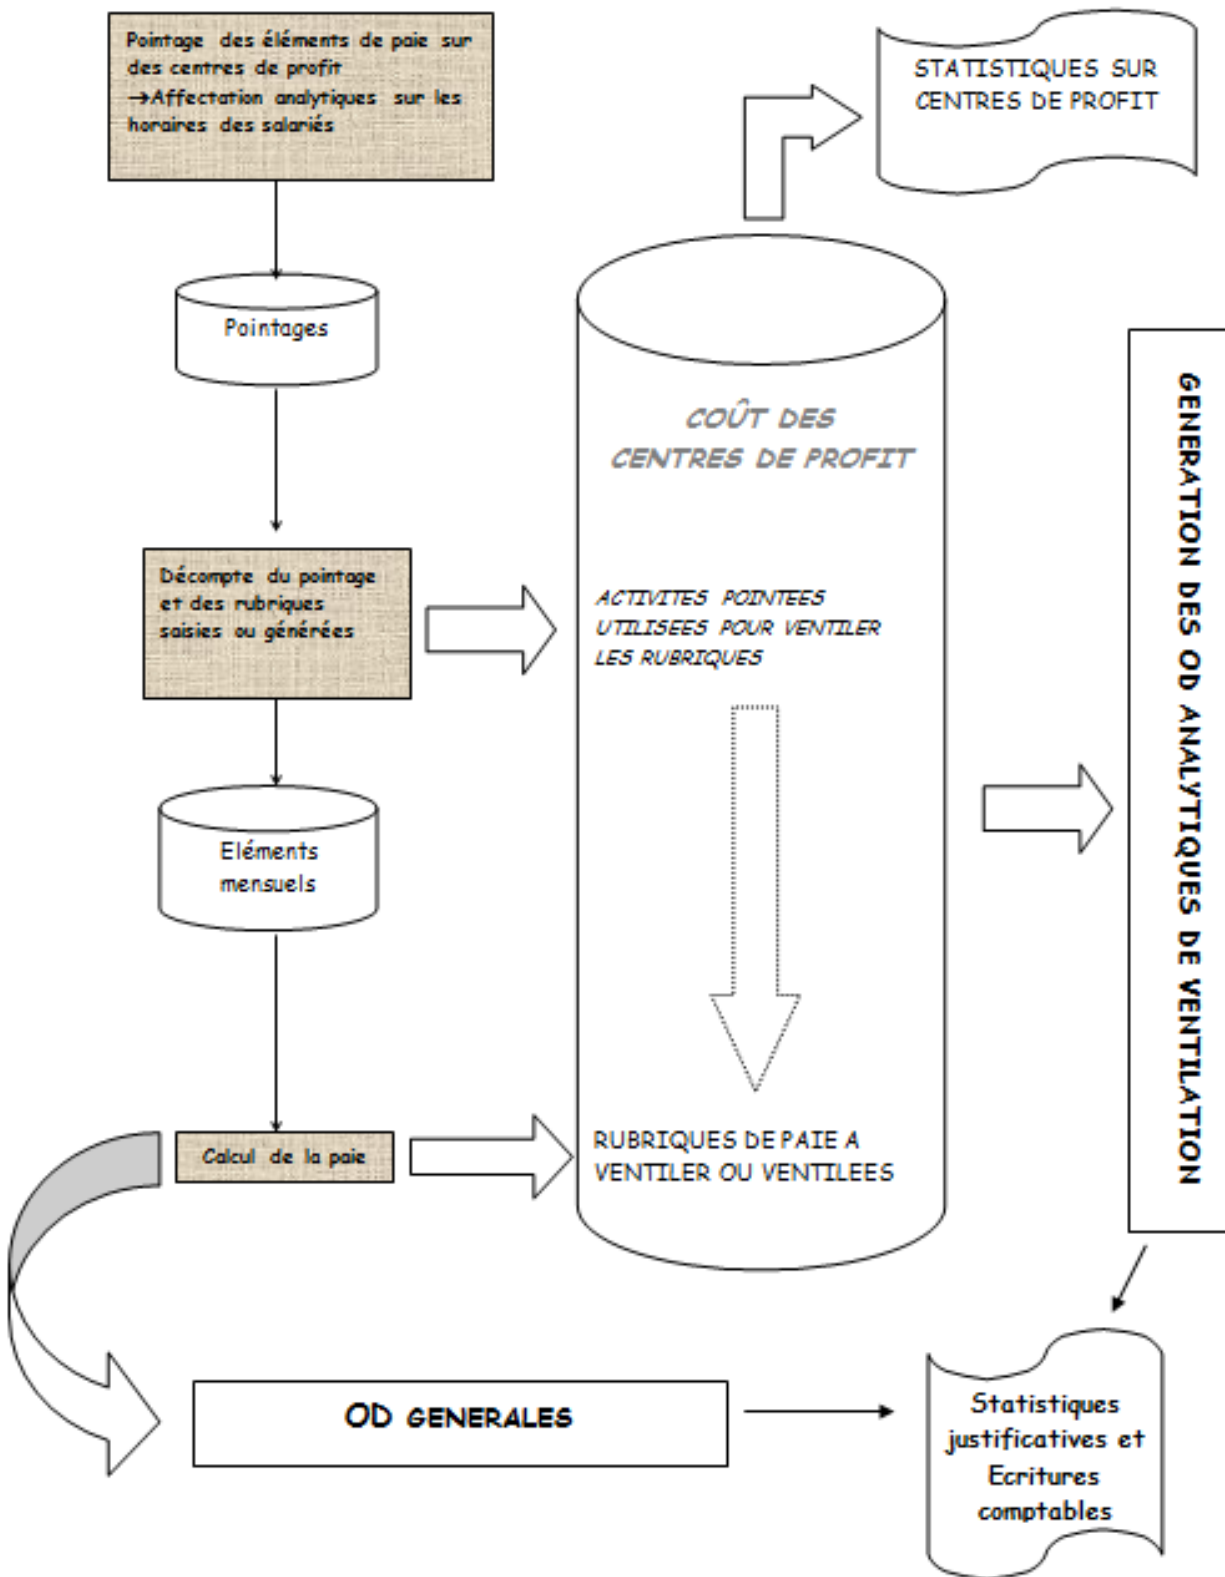 Pointage des éléments de paie sur
des centres de profit
→Affectation analytiques sur les
horaires des salariés
STATISTIQUES SUR
CENTRES DE PROFIT
Pointages
COÛT DES
CENTRES DE PROFIT
Décompte du pointage
et des rubriques
saisies ou générées
ACTIVITES POINTEES
UTILISEES POUR VENTILER
LES RUBRIQUES
GENERATION DES OD ANALYTIQUES DE VENTILATION
Eléments
mensuels
Calcul de la paie
RUBRIQUES DE PAIE A
VENTILER OU VENTILEES
OD GENERALES
Statistiques
justificatives et
Ecritures
comptables